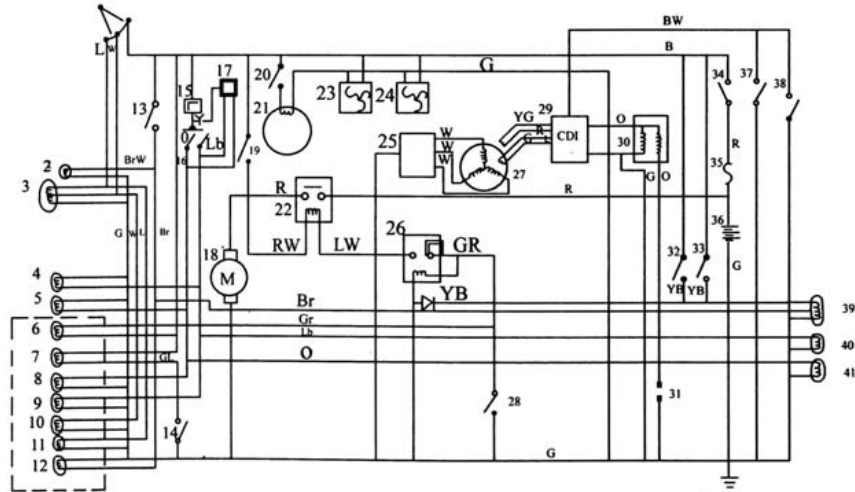 BW
B
L W
17
20
G
34
37
38
15
21
23
24
YG
29
O
13
Y
R
CDI
30
R
Lb
16
19
25
W
W
W
27
G
O
35
2
BrW
3
R
22
R
36
G W L
Br
18
RW
LW
26
GR
G
32
33
M
4
YB
YB
YB
5
Br
39
6
Gr
Lb
40
7
GL
O
41
8
9
28
31
10
14
11
12
G